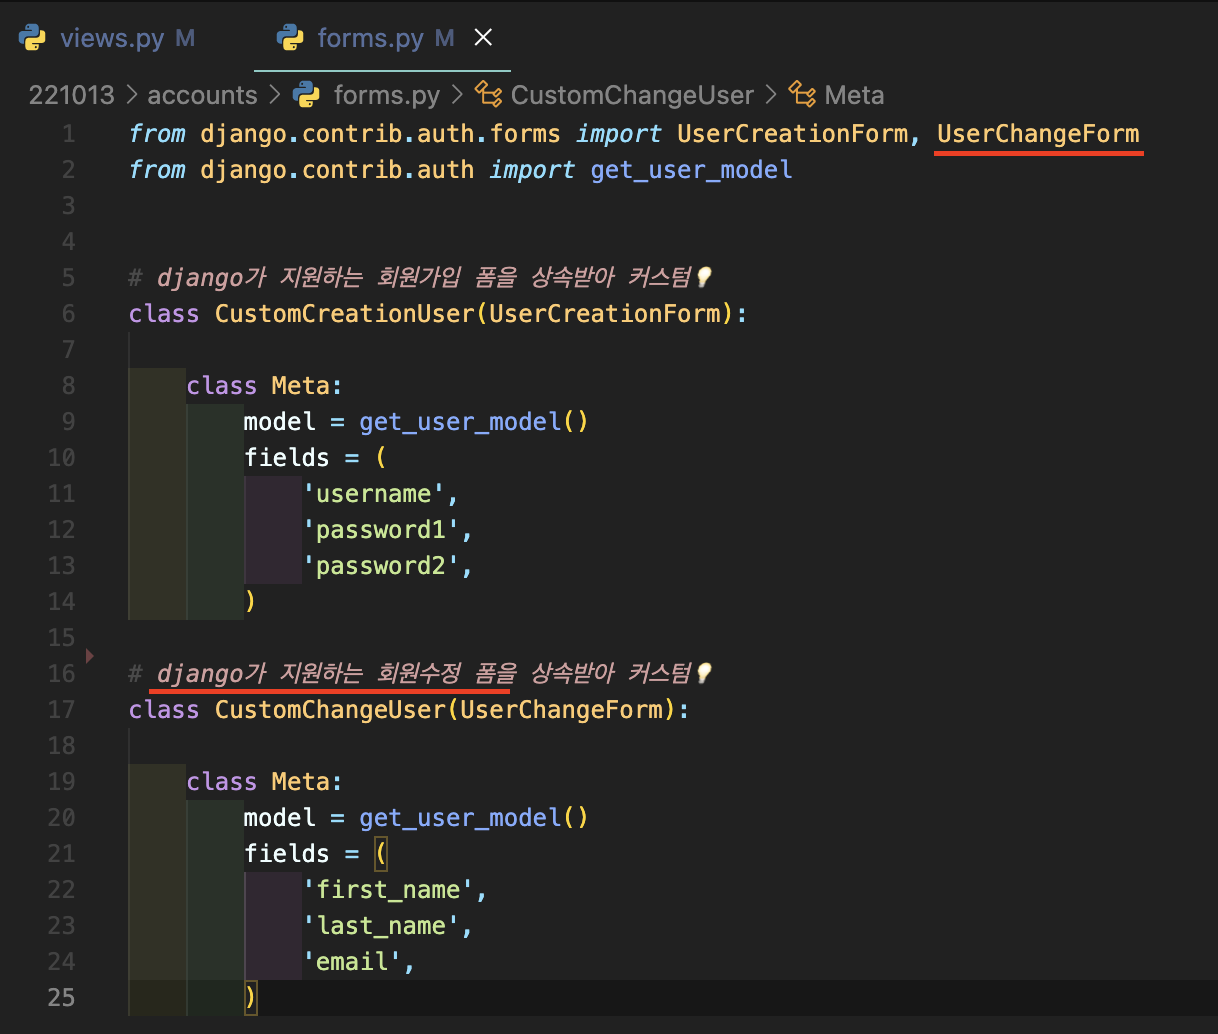 views.py M forms.py M
221013 > accounts > forms.py > CustomChangeUser > Meta
1 from django.contrib.auth.forms import UserCreationForm, UserChangeForm
2 from django.contrib.auth import get_user_model
3
4
5 # django가 지원하는 회원가입 폼을 상속받아 커스텀💡
6 class CustomCreationUser(UserCreationForm):
7
8     class Meta:
9         model = get_user_model()
10         fields = (
11             'username',
12             'password1',
13             'password2',
14         )
15
16 # django가 지원하는 회원수정 폼을 상속받아 커스텀💡
17 class CustomChangeUser(UserChangeForm):
18
19     class Meta:
20         model = get_user_model()
21         fields = (
22             'first_name',
23             'last_name',
24             'email',
25         )